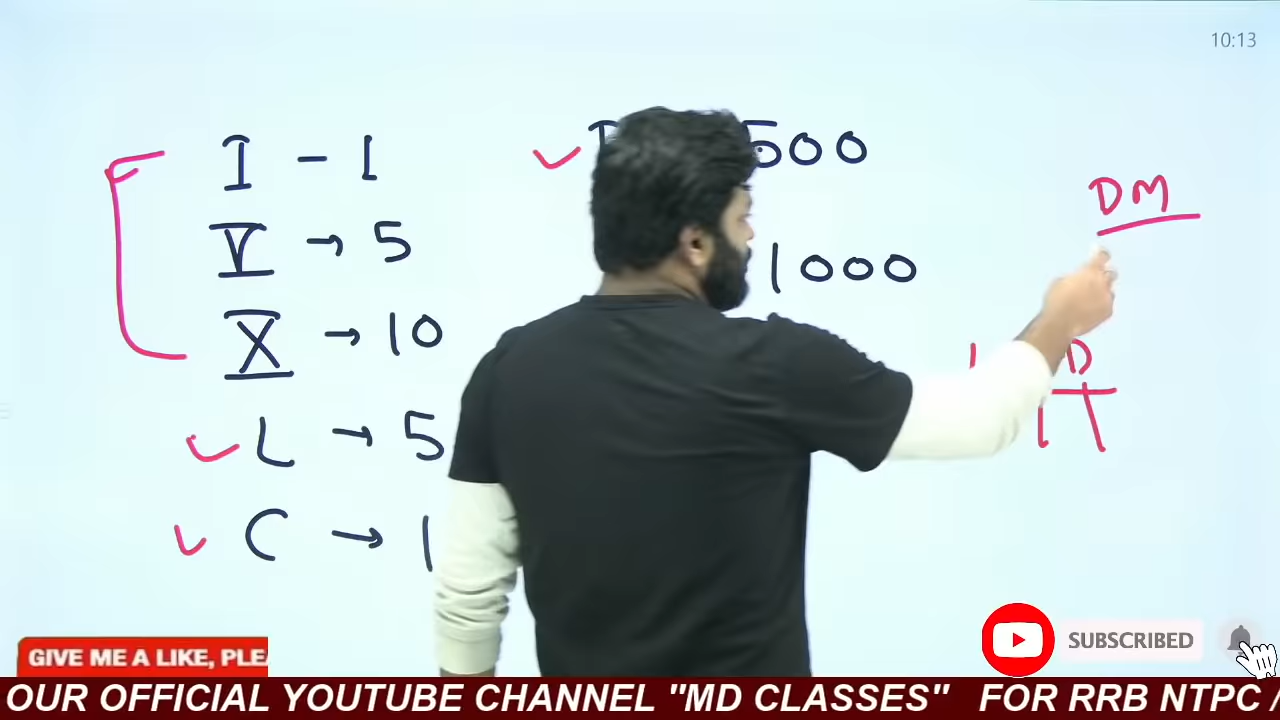 10:13
I - 1
V → 5
X → 10
L → 5
C → 1
500
1000
DM
D
GIVE ME A LIKE, PLEA
SUBSCRIBED
OUR OFFICIAL YOUTUBE CHANNEL "MD CLASSES" FOR RRB NTPC /